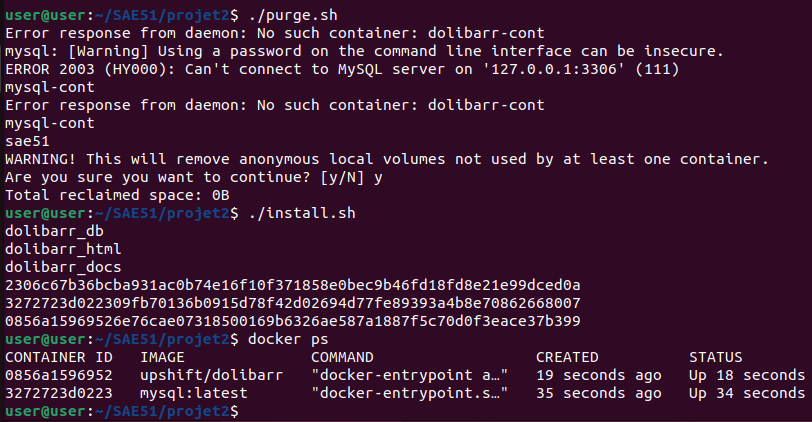 user@user:~/SAE51/projet2$ ./purge.sh
Error response from daemon: No such container: dolibarr-cont
mysql: [Warning] Using a password on the command line interface can be insecure.
ERROR 2003 (HY000): Can't connect to MySQL server on '127.0.0.1:3306' (111)
mysql-cont
Error response from daemon: No such container: dolibarr-cont
mysql-cont
sae51
WARNING! This will remove anonymous local volumes not used by at least one container.
Are you sure you want to continue? [y/N] y
Total reclaimed space: 0B
user@user:~/SAE51/projet2$ ./install.sh
dolibarr_db
dolibarr_html
dolibarr_docs
2306c67b36bcba931ac0b74e16f10f371858e0bec9b46fd18fd8e21e99dced0a
3272723d022309fb70136b0915d78f42d02694d77fe89393a4b8e70862668007
0856a15969526e76cae07318500169b6326ae587a1887f5c70d0f3eace37b399
user@user:~/SAE51/projet2$ docker ps
CONTAINER ID   IMAGE              COMMAND                  CREATED          STATUS
0856a1596952   upshift/dolibarr   "docker-entrypoint a…"   19 seconds ago   Up 18 seconds
3272723d0223   mysql:latest       "docker-entrypoint.s…"   35 seconds ago   Up 34 seconds
user@user:~/SAE51/projet2$